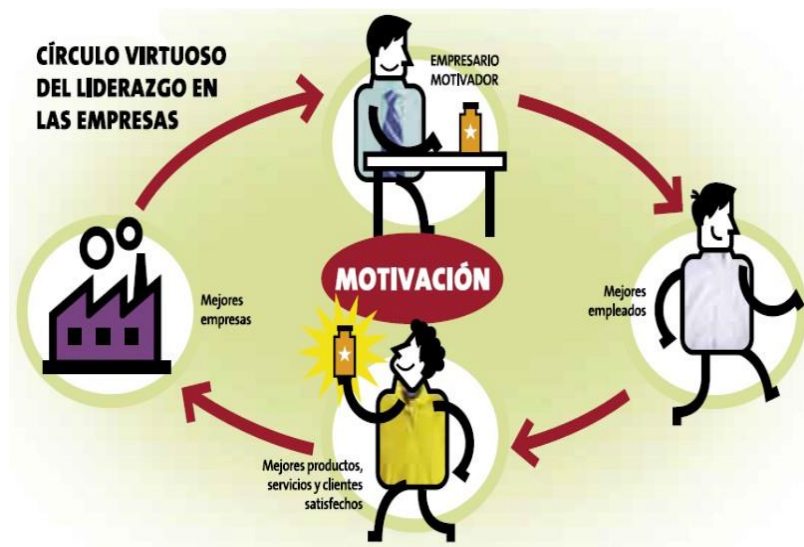 CÍRCULO VIRTUOSO
DEL LIDERAZGO EN
LAS EMPRESAS
EMPRESARIO
MOTIVADOR
MOTIVACIÓN
Mejores
empresas
Mejores
empleados
Mejores productos,
servicios y clientes
satisfechos